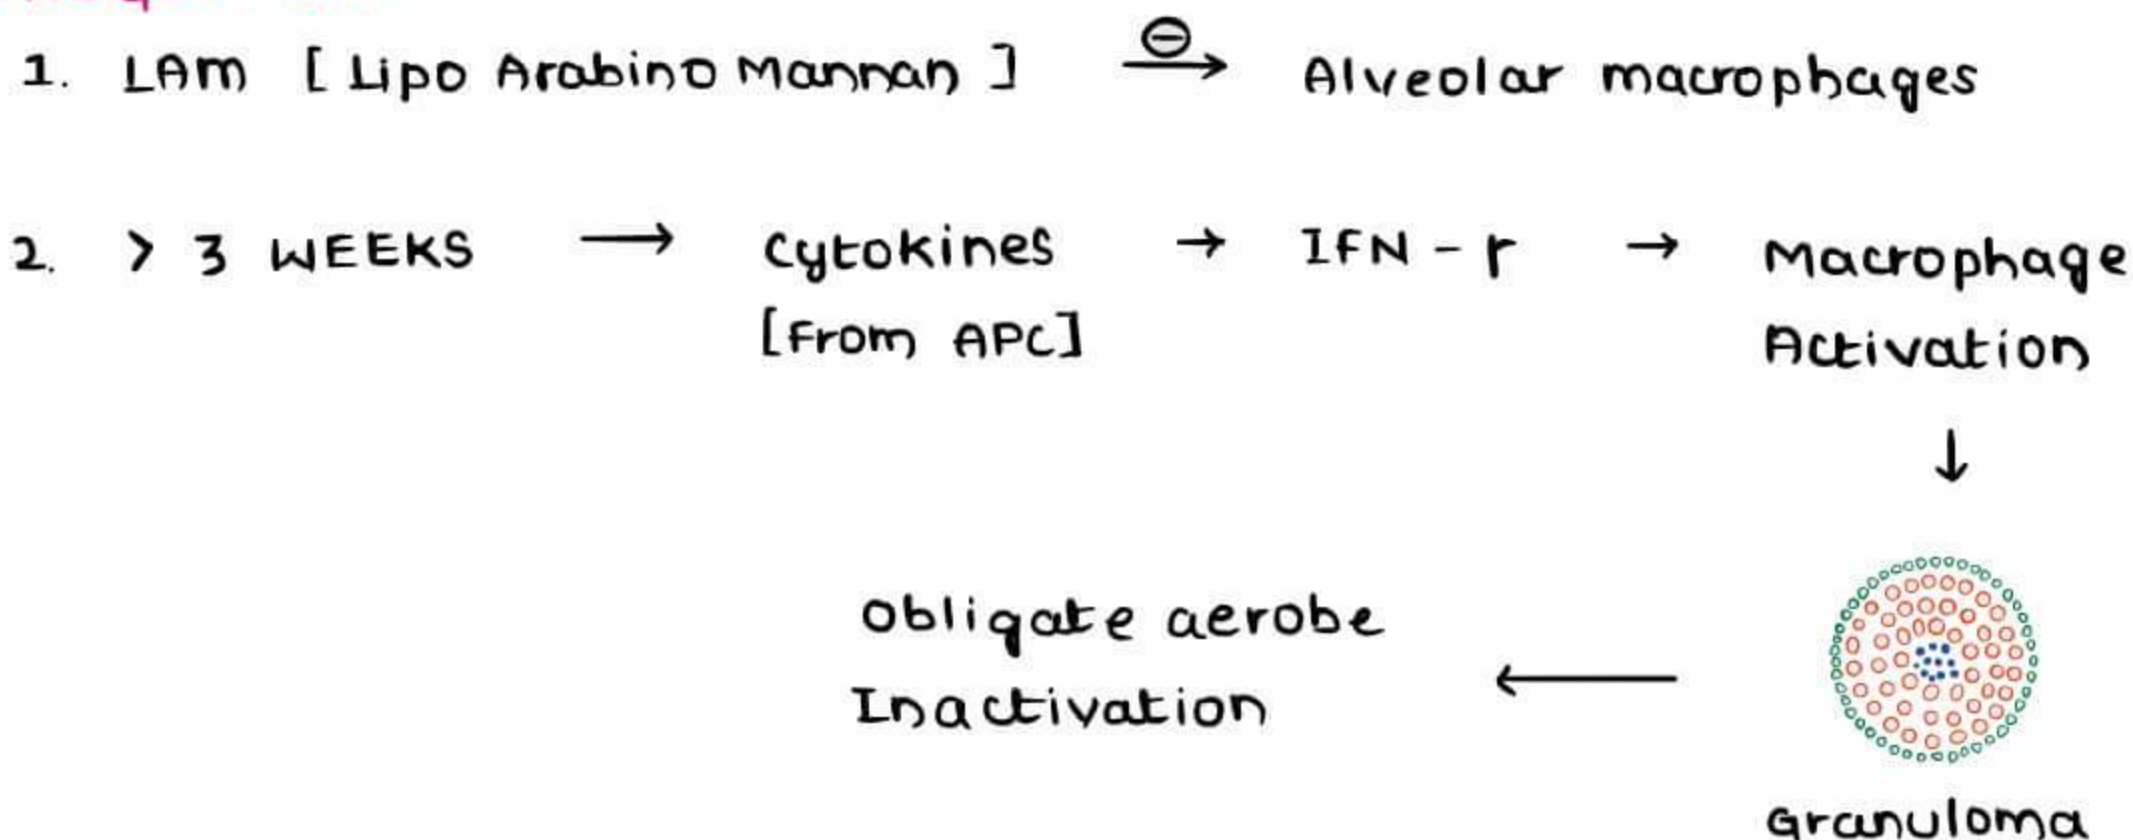 1. LAM [ Lipo Arabino Mannan ] ⊖→ Alveolar macrophages
2. > 3 WEEKS → Cytokines → IFN - r → Macrophage
[From APC] Activation
↓
Obligate aerobe
Inactivation ←
Granuloma